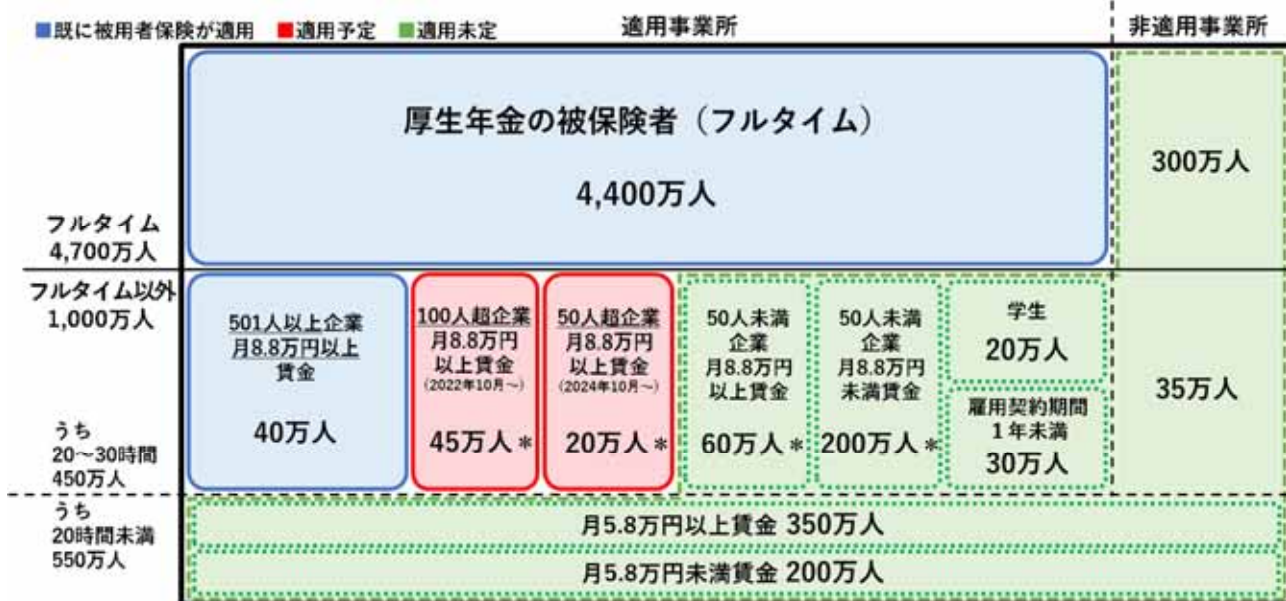 ■既に被用者保険が適用 ■適用予定 ■適用未定
適用事業所
非適用事業所
厚生年金の被保険者（フルタイム）
4,400万人
300万人
フルタイム
4,700万人
フルタイム以外
1,000万人
501人以上企業
月8.8万円以上
賃金
40万人
100人超企業
月8.8万円
以上賃金
(2022年10月～)
45万人＊
50人超企業
月8.8万円
以上賃金
(2024年10月～)
20万人＊
50人未満
企業
月8.8万円
以上賃金
60万人＊
50人未満
企業
月8.8万円
未満賃金
200万人＊
学生
20万人
雇用契約期間
1年未満
30万人
35万人
うち
20～30時間
450万人
うち
20時間未満
550万人
月5.8万円以上賃金 350万人
月5.8万円未満賃金 200万人